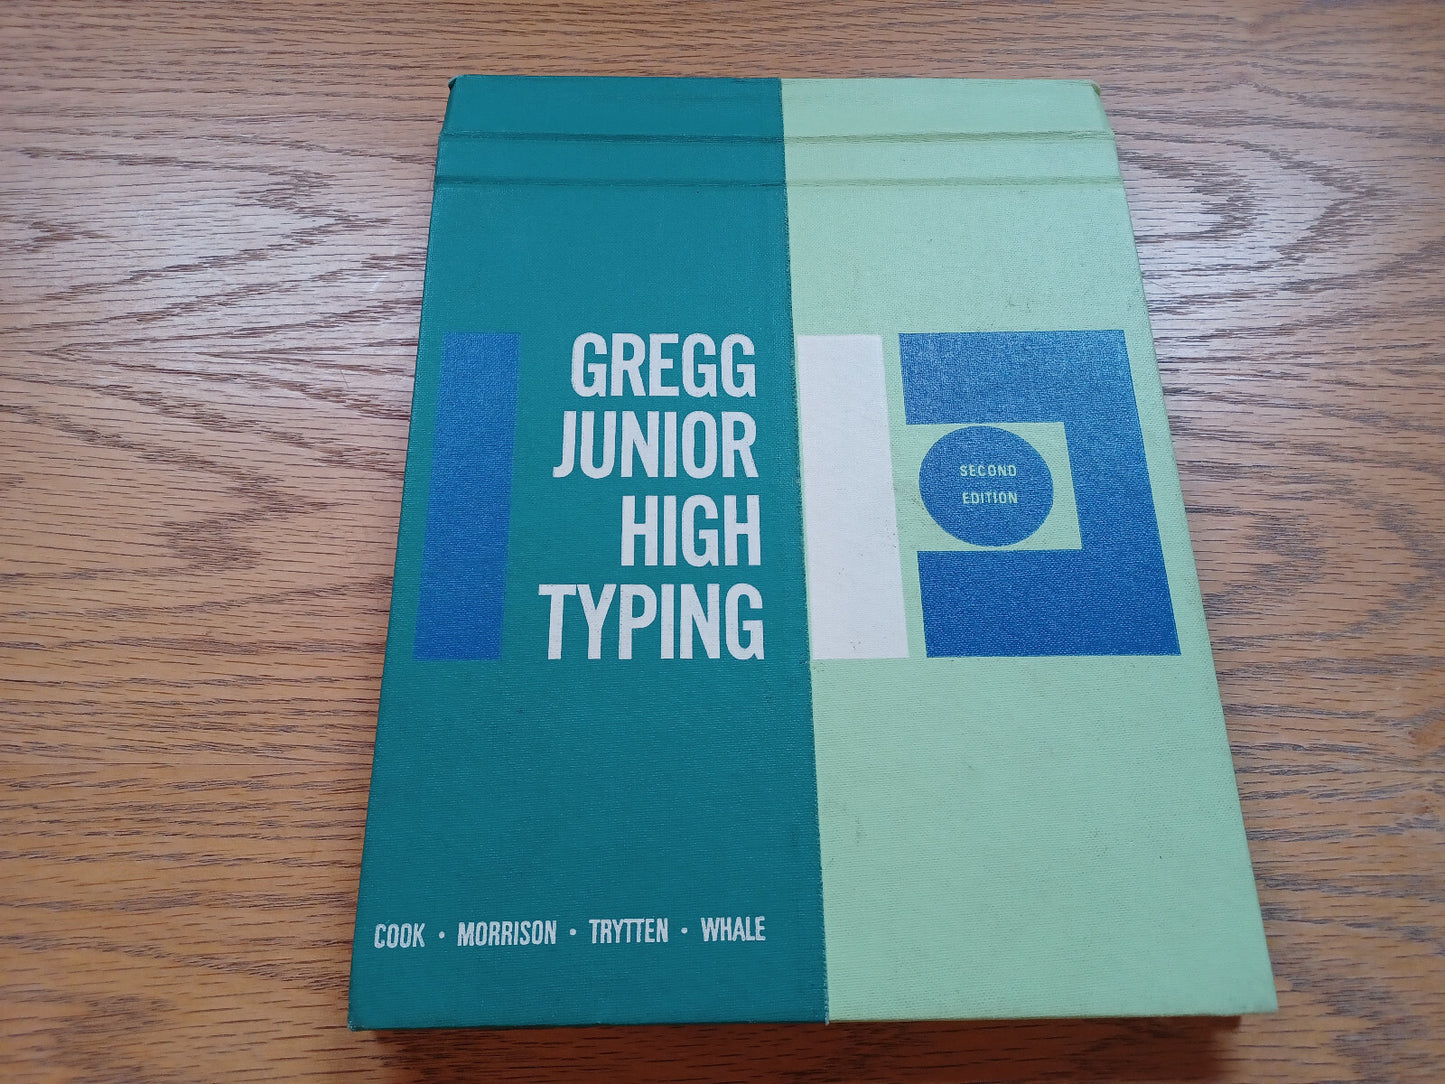 GREGG
JUNIOR
HIGH
TYPING
SECOND
EDITION
COOK • MORRISON • TRYTTEN • WHALE